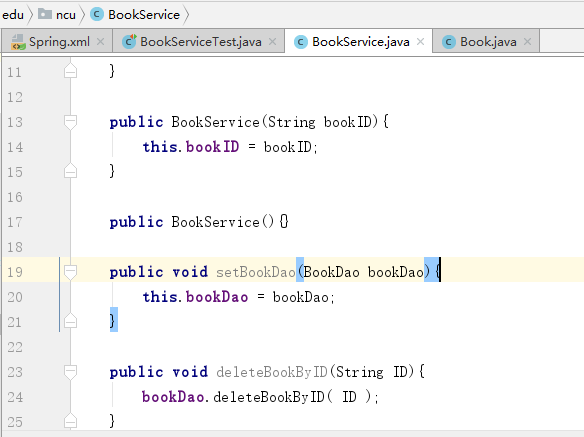 edu ncu BookService
Spring.xml BookServiceTest.java BookService.java Book.java
11 }
12
13 public BookService(String bookID){
14 this.bookID = bookID;
15 }
16
17 public BookService(){}
18
19 public void setBookDao(BookDao bookDao){
20 this.bookDao = bookDao;
21 }
22
23 public void deleteBookByID(String ID){
24 bookDao.deleteBookByID( ID );
25 }